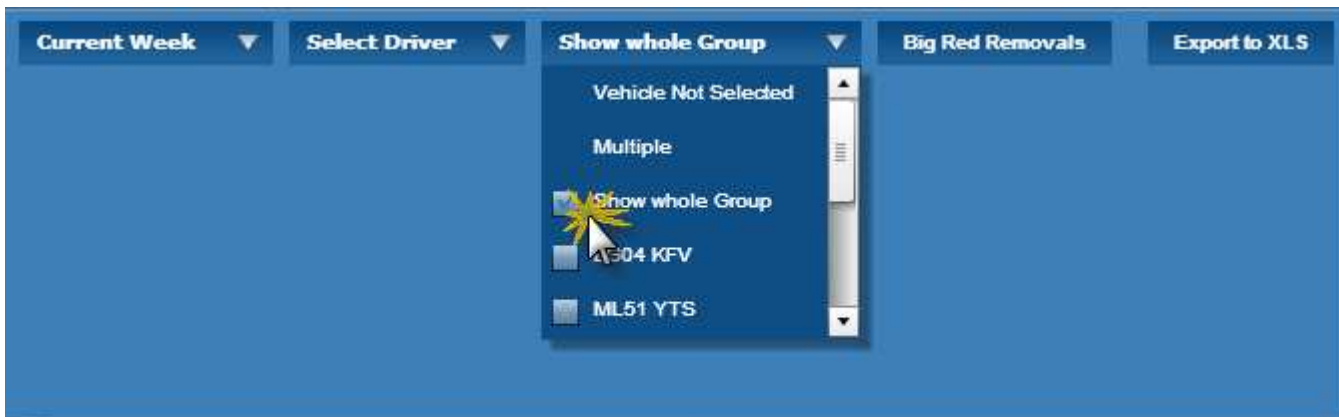 Current Week Select Driver Show whole Group Big Red Removals Export to XLS
Vehicle Not Selected
Multiple
Show whole Group
KFV
ML51 YTS